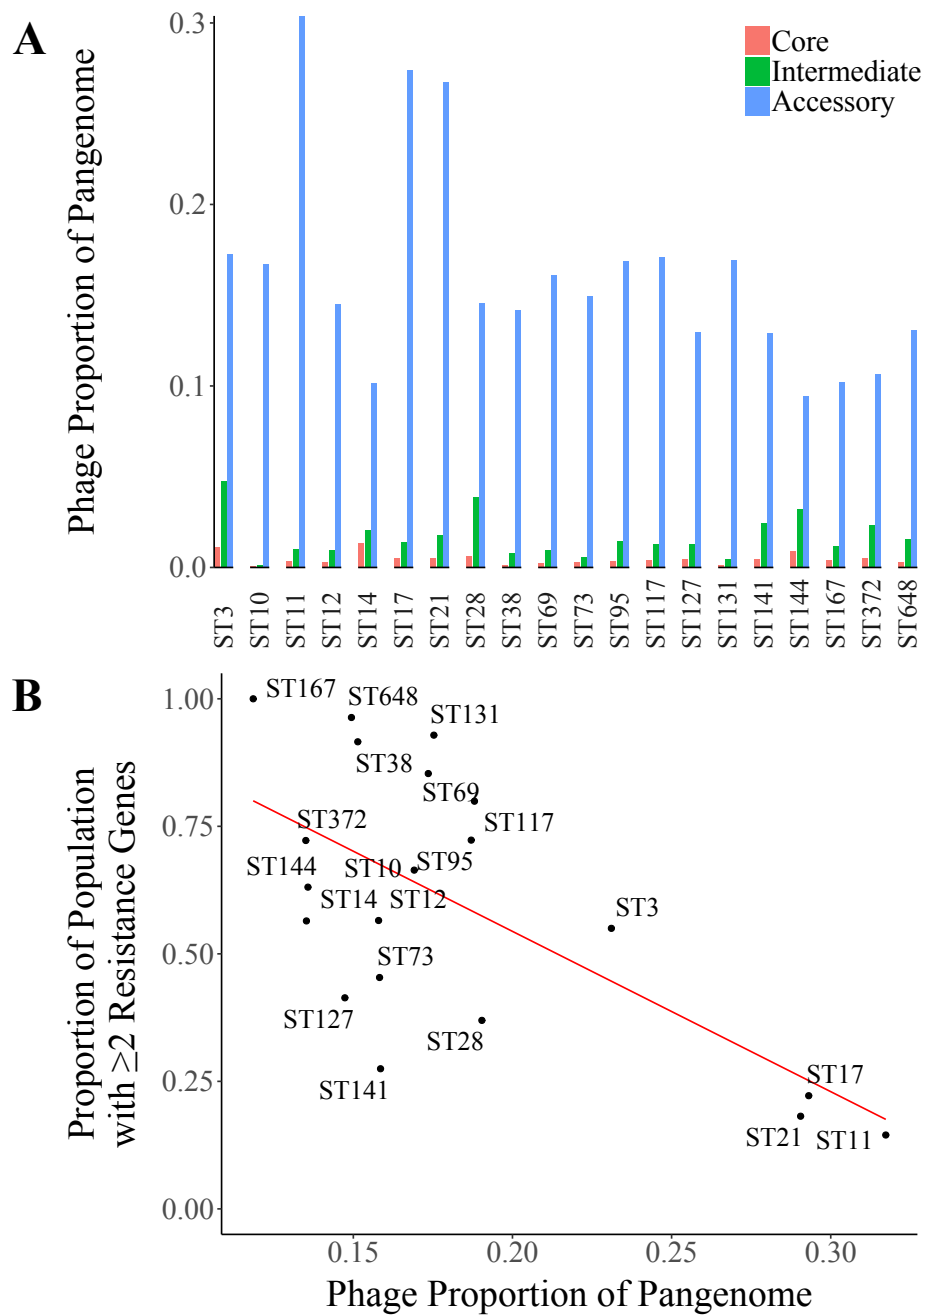 A
Phage Proportion of Pangenome
0.3
0.2
0.1
0.0
Core
Intermediate
Accessory
ST3
ST10
ST11
ST12
ST14
ST17
ST21
ST28
ST38
ST69
ST73
ST95
ST117
ST127
ST131
ST141
ST144
ST167
ST372
ST648
B
Proportion of Population
with ≥2 Resistance Genes
1.00
0.75
0.50
0.25
0.00
ST167
ST648
ST131
ST38
ST69
ST372
ST117
ST144
ST10
ST95
ST14
ST12
ST3
ST73
ST127
ST28
ST141
ST17
ST21
ST11
0.15
0.20
0.25
0.30
Phage Proportion of Pangenome